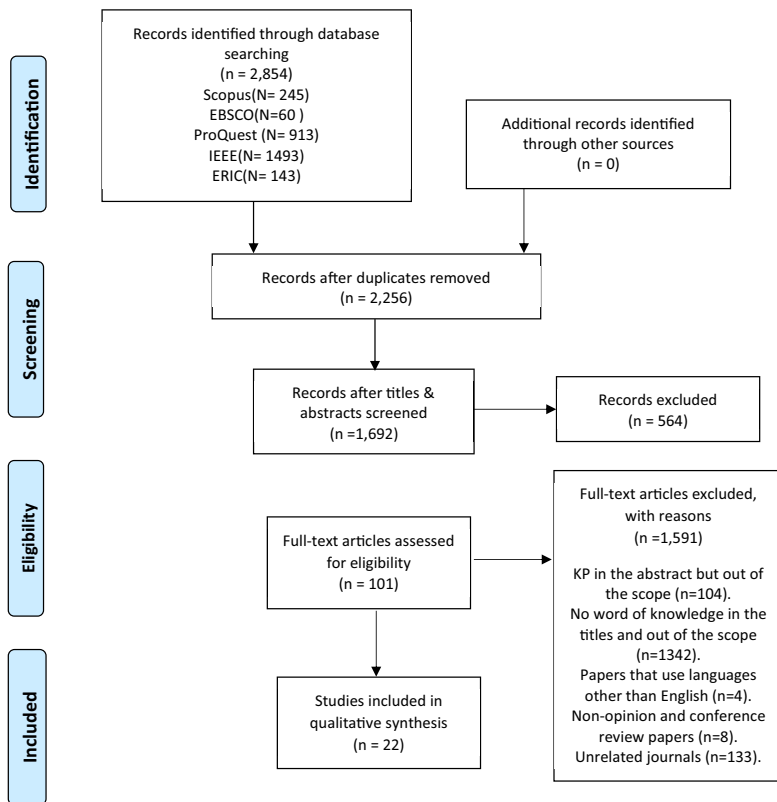 Identification
Records identified through database
searching
(n = 2,854)
Scopus(N= 245)
EBSCO(N=60 )
ProQuest (N= 913)
IEEE(N= 1493)
ERIC(N= 143)
Additional records identified
through other sources
(n = 0)
Screening
Records after duplicates removed
(n = 2,256)
Records after titles &
abstracts screened
(n =1,692)
Records excluded
(n = 564)
Eligibility
Full-text articles assessed
for eligibility
(n = 101)
Full-text articles excluded,
with reasons
(n =1,591)
KP in the abstract but out of
the scope (n=104).
No word of knowledge in the
titles and out of the scope
(n=1342).
Papers that use languages
other than English (n=4).
Non-opinion and conference
review papers (n=8).
Unrelated journals (n=133).
Included
Studies included in
qualitative synthesis
(n = 22)